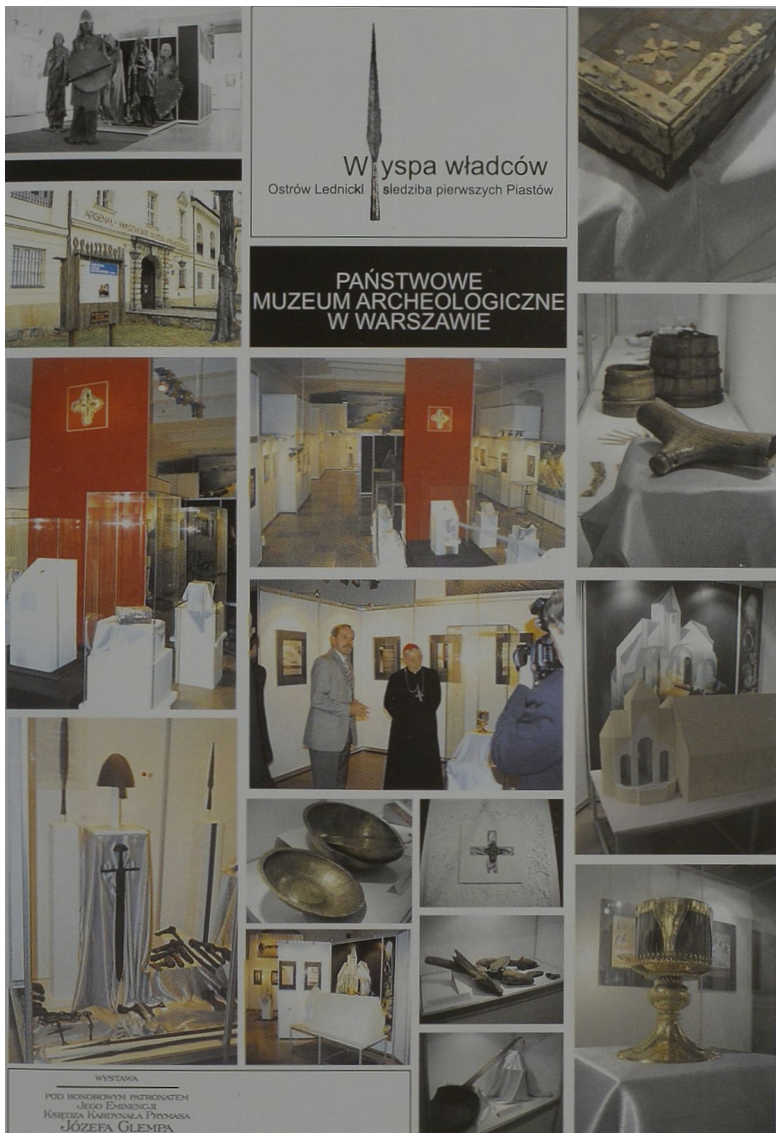 Wyspa władców
Ostrów Lednicki siedziba pierwszych Piastów
PAŃSTWOWE
MUZEUM ARCHEOLOGICZNE
W WARSZAWIE
WYSTAWA
POD HONOROWYM PATRONATEM
JEGO EMINENCJI
KSIĘDZA KARDYNAŁA PRYMASA
JÓZEFA GLEMPA